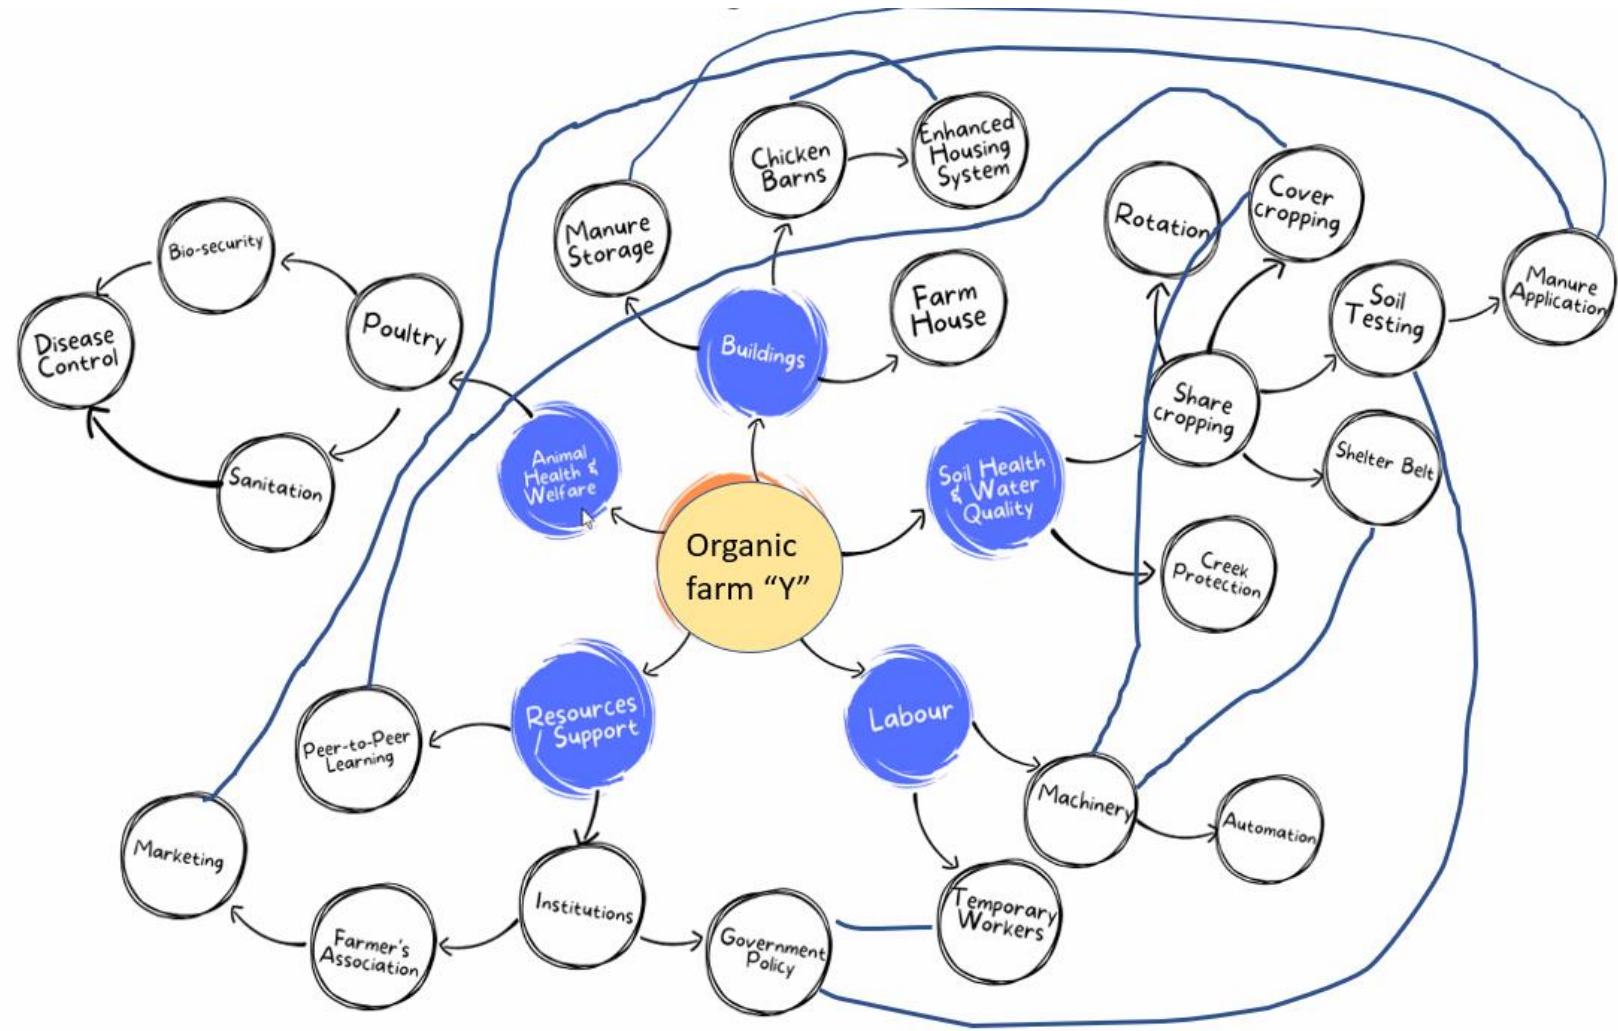 Chicken
Barns
Enhanced
Housing
System
Manure
Storage
Farm
House
Buildings
Rotation
Cover
cropping
Soil
Testing
Manure
Application
Share
cropping
Shelter Belt
Creek
Protection
Soil Health
& Water
Quality
Bio-security
Poultry
Disease
Control
Sanitation
Animal
Health &
Welfare
Organic
farm “Y”
Resources
/ Support
Peer-to-Peer
Learning
Marketing
Farmer's
Association
Institutions
Government
Policy
Labour
Machinery
Automation
Temporary
Workers